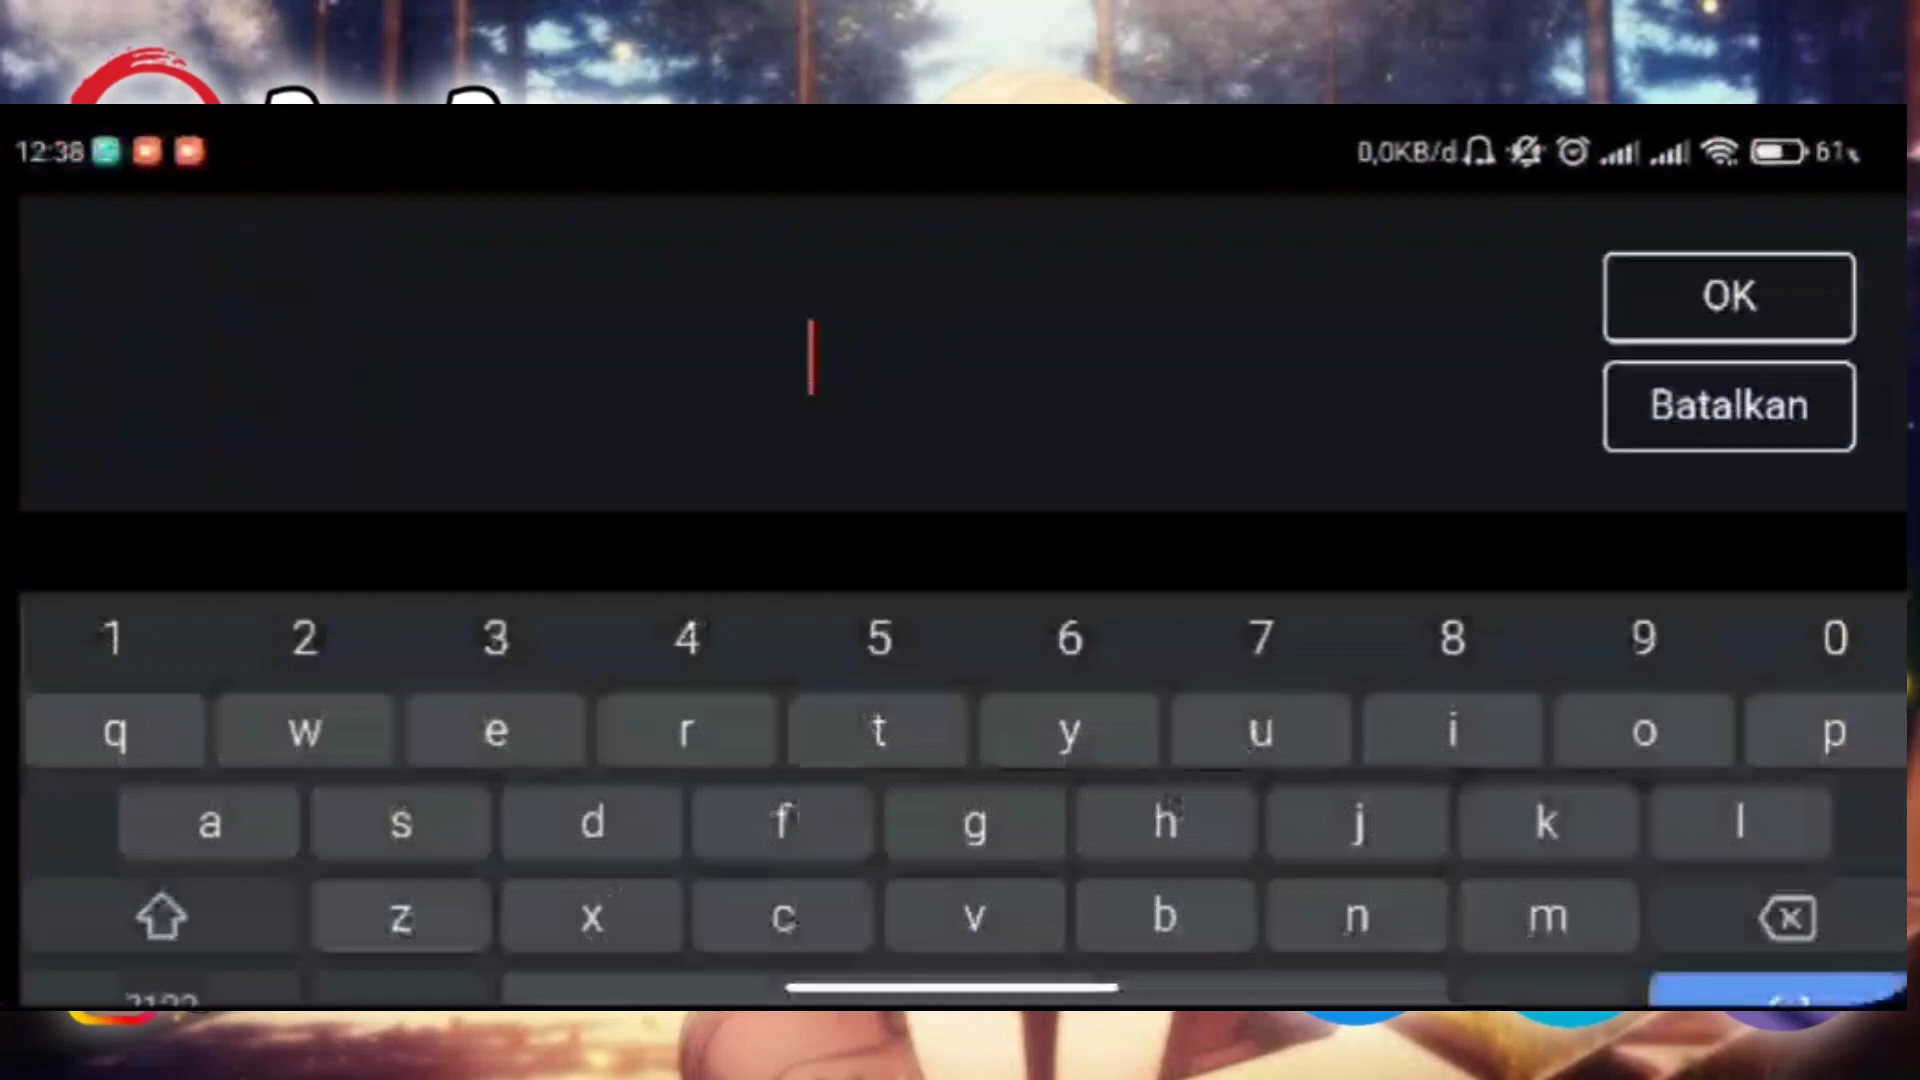 12:38 0,0KB/d 61
OK
Batalkan
1 2 3 4 5 6 7 8 9 0
q w e r t y u i o p
a s d f g h j k l
z x c v b n m